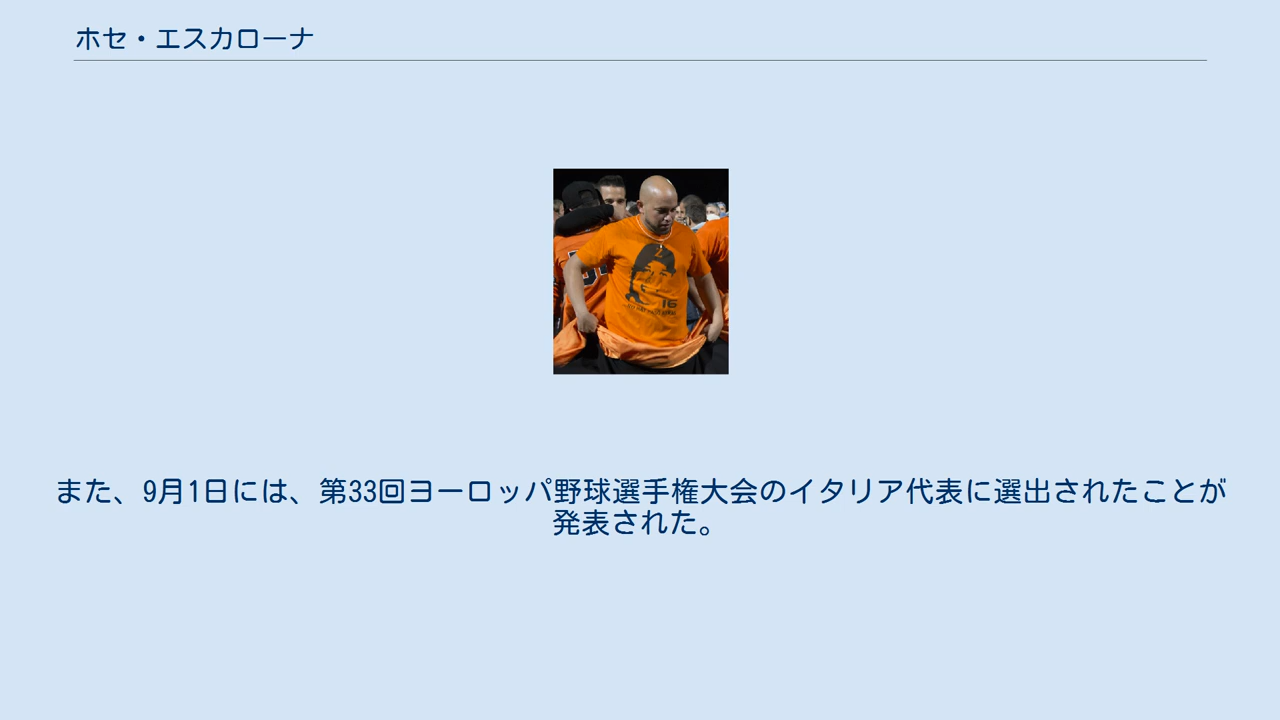 ホセ・エスカローナ
16
また、9月1日には、第33回ヨーロッパ野球選手権大会のイタリア代表に選出されたことが
発表された。